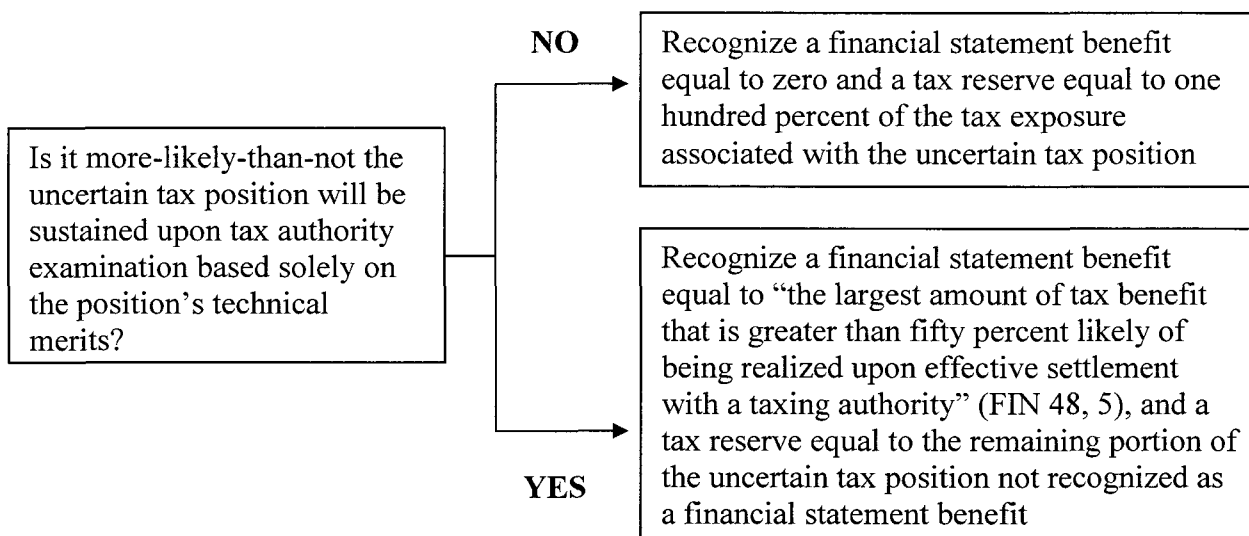 Is it more-likely-than-not the
uncertain tax position will be
sustained upon tax authority
examination based solely on
the position’s technical
merits?
NO
Recognize a financial statement benefit
equal to zero and a tax reserve equal to one
hundred percent of the tax exposure
associated with the uncertain tax position
YES
Recognize a financial statement benefit
equal to “the largest amount of tax benefit
that is greater than fifty percent likely of
being realized upon effective settlement
with a taxing authority” (FIN 48, 5), and a
tax reserve equal to the remaining portion of
the uncertain tax position not recognized as
a financial statement benefit